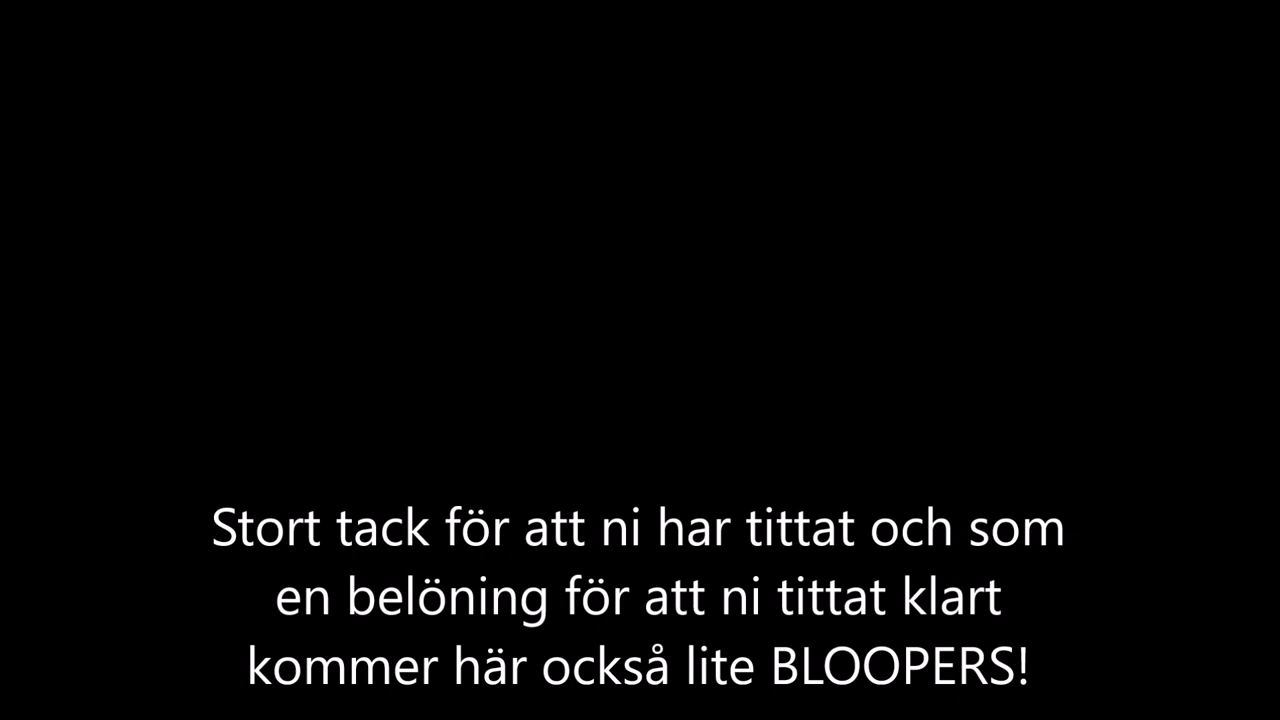 Stort tack för att ni har tittat och som
en belöning för att ni tittat klart
kommer här också lite BLOOPERS!